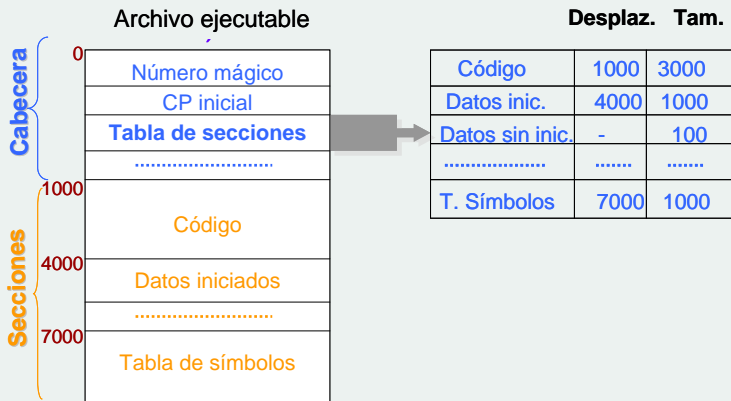 Archivo ejecutable
Desplaz. Tam.
Cabecera
0
Número mágico
CP inicial
Tabla de secciones
............................
Código 1000 3000
Datos inic. 4000 1000
Datos sin inic. - 100
..................... ....... .......
T. Símbolos 7000 1000
Secciones
1000
Código
4000
Datos iniciados
............................
7000
Tabla de símbolos